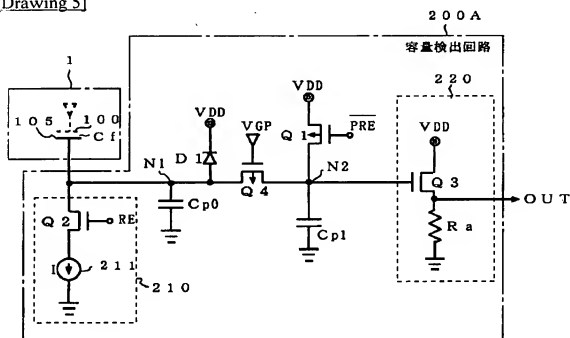 [Drawing 5]
200A
容量検出回路
1
220
VDD
105
100
Cf
VDD
VGP
Q1
PRE
VDD
N1
D1
N2
Q3
Q4
OUT
Q2
RE
Cp0
Cp1
Ra
I
211
210